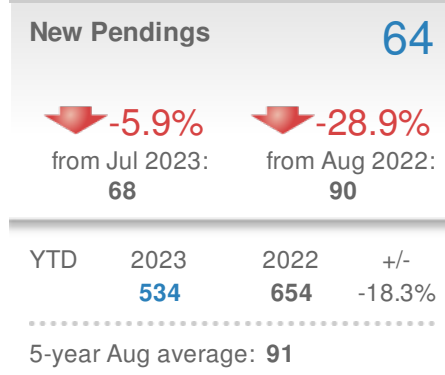 New Pendings 64
-5.9% -28.9%
from Jul 2023: from Aug 2022:
68 90
YTD 2023 2022 +/-
534 654 -18.3%
5-year Aug average: 91